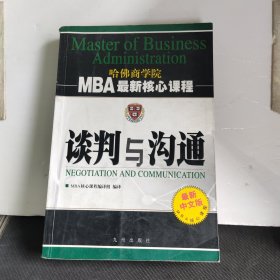 Master of Business
Administration
哈佛商学院
MBA最新核心课程
谈判与沟通
NEGOTIATION AND COMMUNICATION
MBA核心课程编译组 编译
最新
中文版
九州出版社